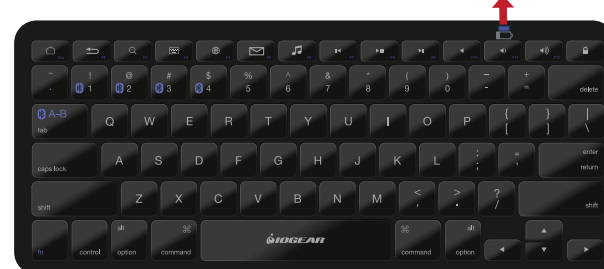 ~ ! @ # $ % ^ & * ( ) − +
1 2 3 4 5 6 7 8 9 0 = delete
A-B { } |
tab Q W E R T Y U I O P [ ] \
: " enter
caps lock A S D F G H J K L ; ' return
< > ?
shift Z X C V B N M , . / shift
alt ⌘ IOGEAR ⌘ alt
fn control option command command option